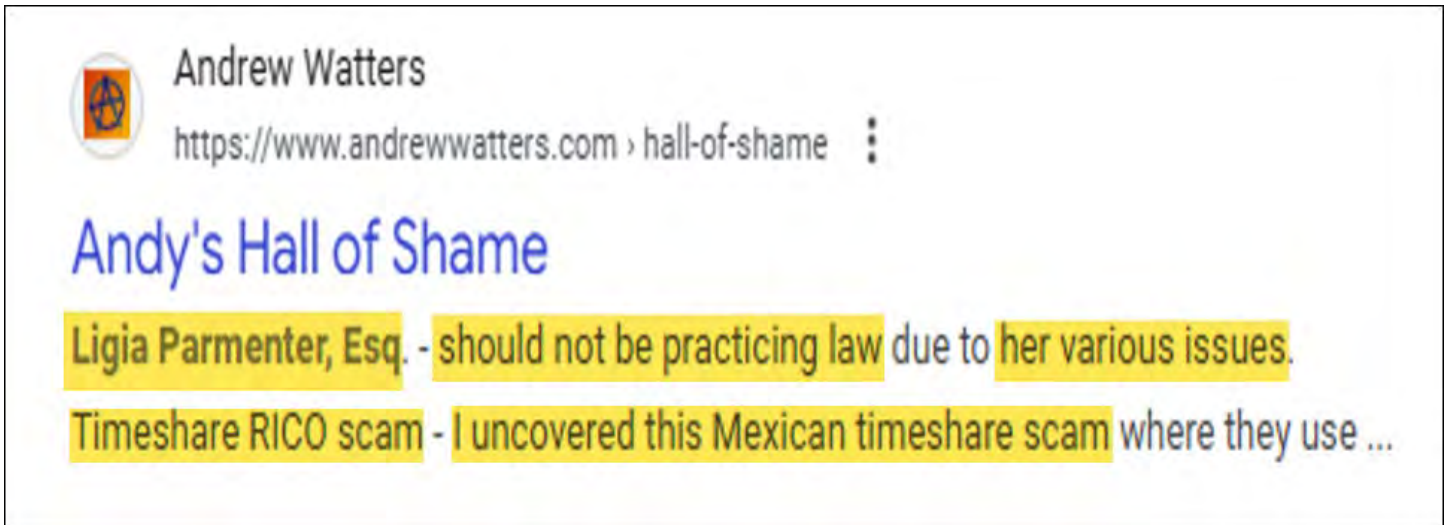 Andrew Watters
https://www.andrewwatters.com › hall-of-shame
Andy's Hall of Shame
Ligia Parmenter, Esq. - should not be practicing law due to her various issues.
Timeshare RICO scam - I uncovered this Mexican timeshare scam where they use ...